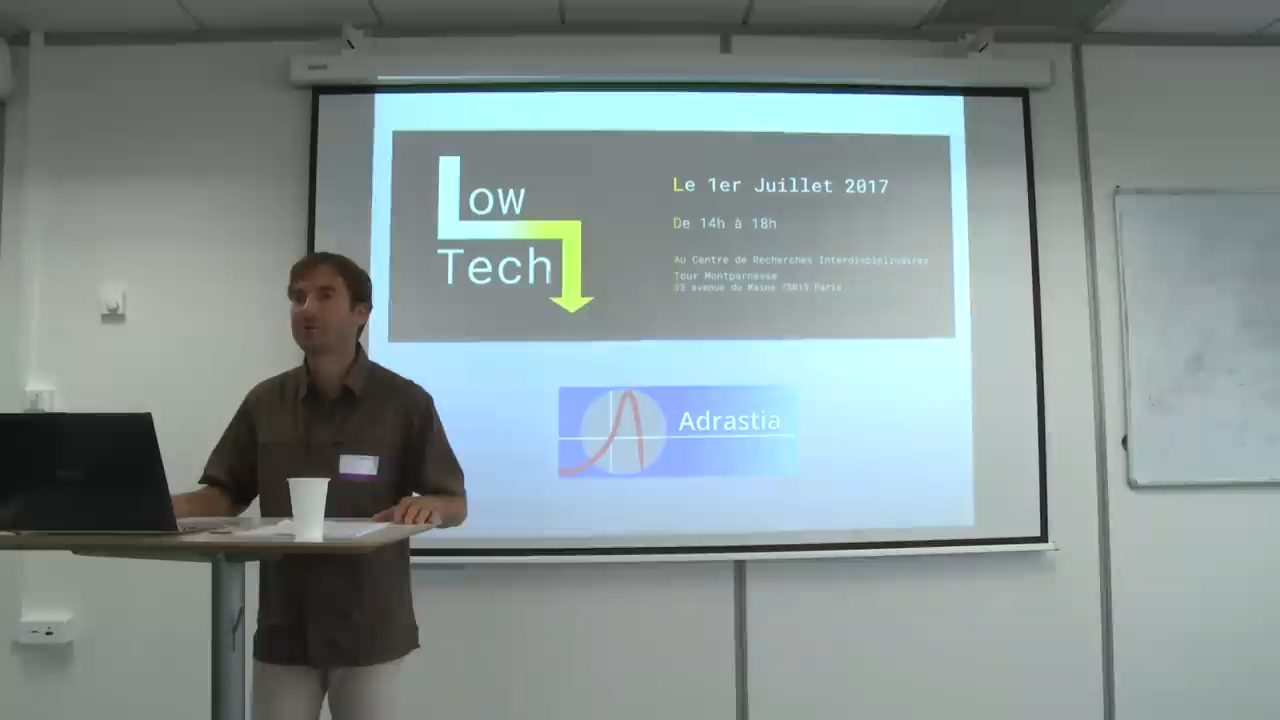 Low
Tech
Le 1er Juillet 2017
De 14h à 18h
Au Centre de Recherches Interdisciplinaires
Tour Montparnasse
33 avenue du Maine 75015 Paris
Adrastia